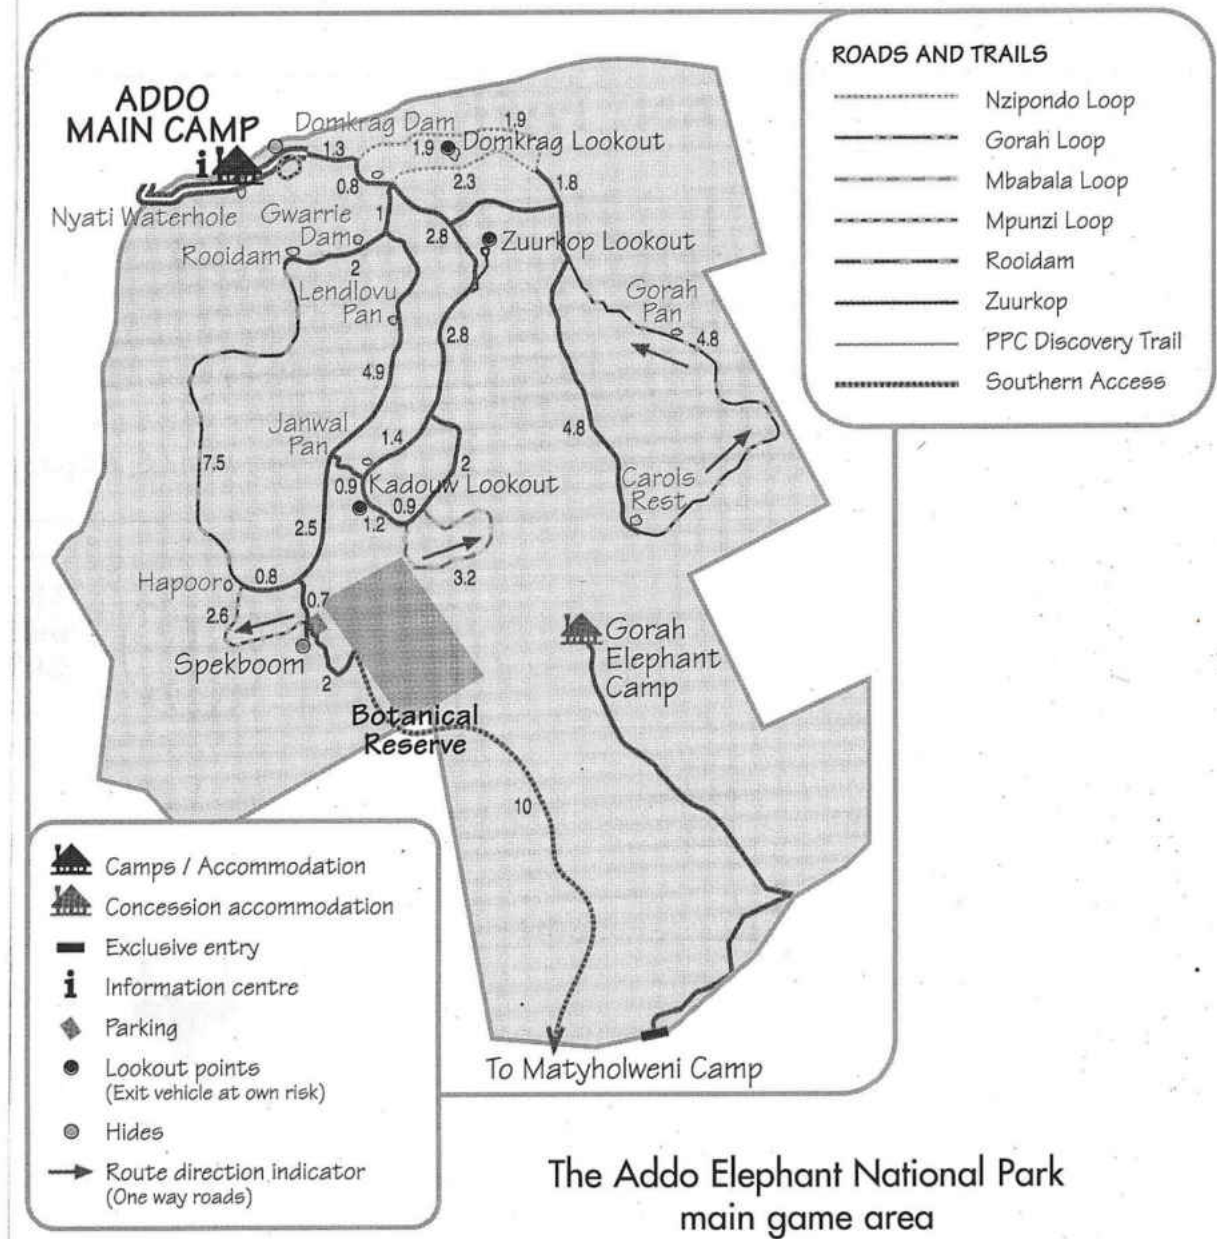 ROADS AND TRAILS
Nzipondo Loop
Gorah Loop
Mbabala Loop
Mpunzi Loop
Rooidam
Zuurkop
PPC Discovery Trail
Southern Access
ADDO
MAIN CAMP
i
Domkrag Dam
1.9
Domkrag Lookout
1.3
1.9
0.8
2.3
1.8
Nyati Waterhole
Gwarrie
Dam
1
2.8
Zuurkop Lookout
Rooidam
2
Lendlovu
Pan
Gorah
Pan
2.8
4.8
4.9
Janwal
Pan
1.4
4.8
7.5
2
0.9
Kadouw Lookout
Carols
Rest
0.9
2.5
1.2
Hapoor
0.8
3.2
0.7
2.6
Spekboom
2
Gorah
Elephant
Camp
Botanical
Reserve
10
To Matyholweni Camp
Camps / Accommodation
Concession accommodation
Exclusive entry
i Information centre
Parking
Lookout points
(Exit vehicle at own risk)
Hides
Route direction indicator
(One way roads)
The Addo Elephant National Park
main game area